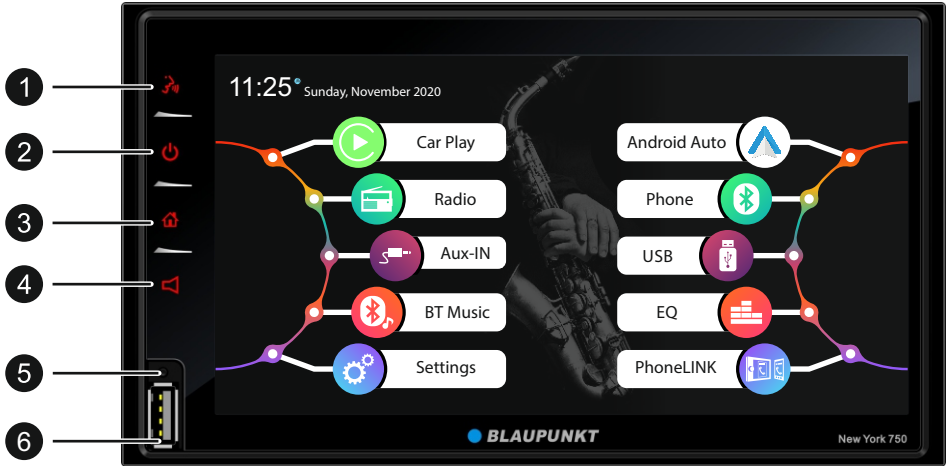 1
2
3
4
5
6
11:25 Sunday, November 2020
Car Play
Radio
Aux-IN
BT Music
Settings
Android Auto
Phone
USB
EQ
PhoneLINK
BLAUPUNKT
New York 750